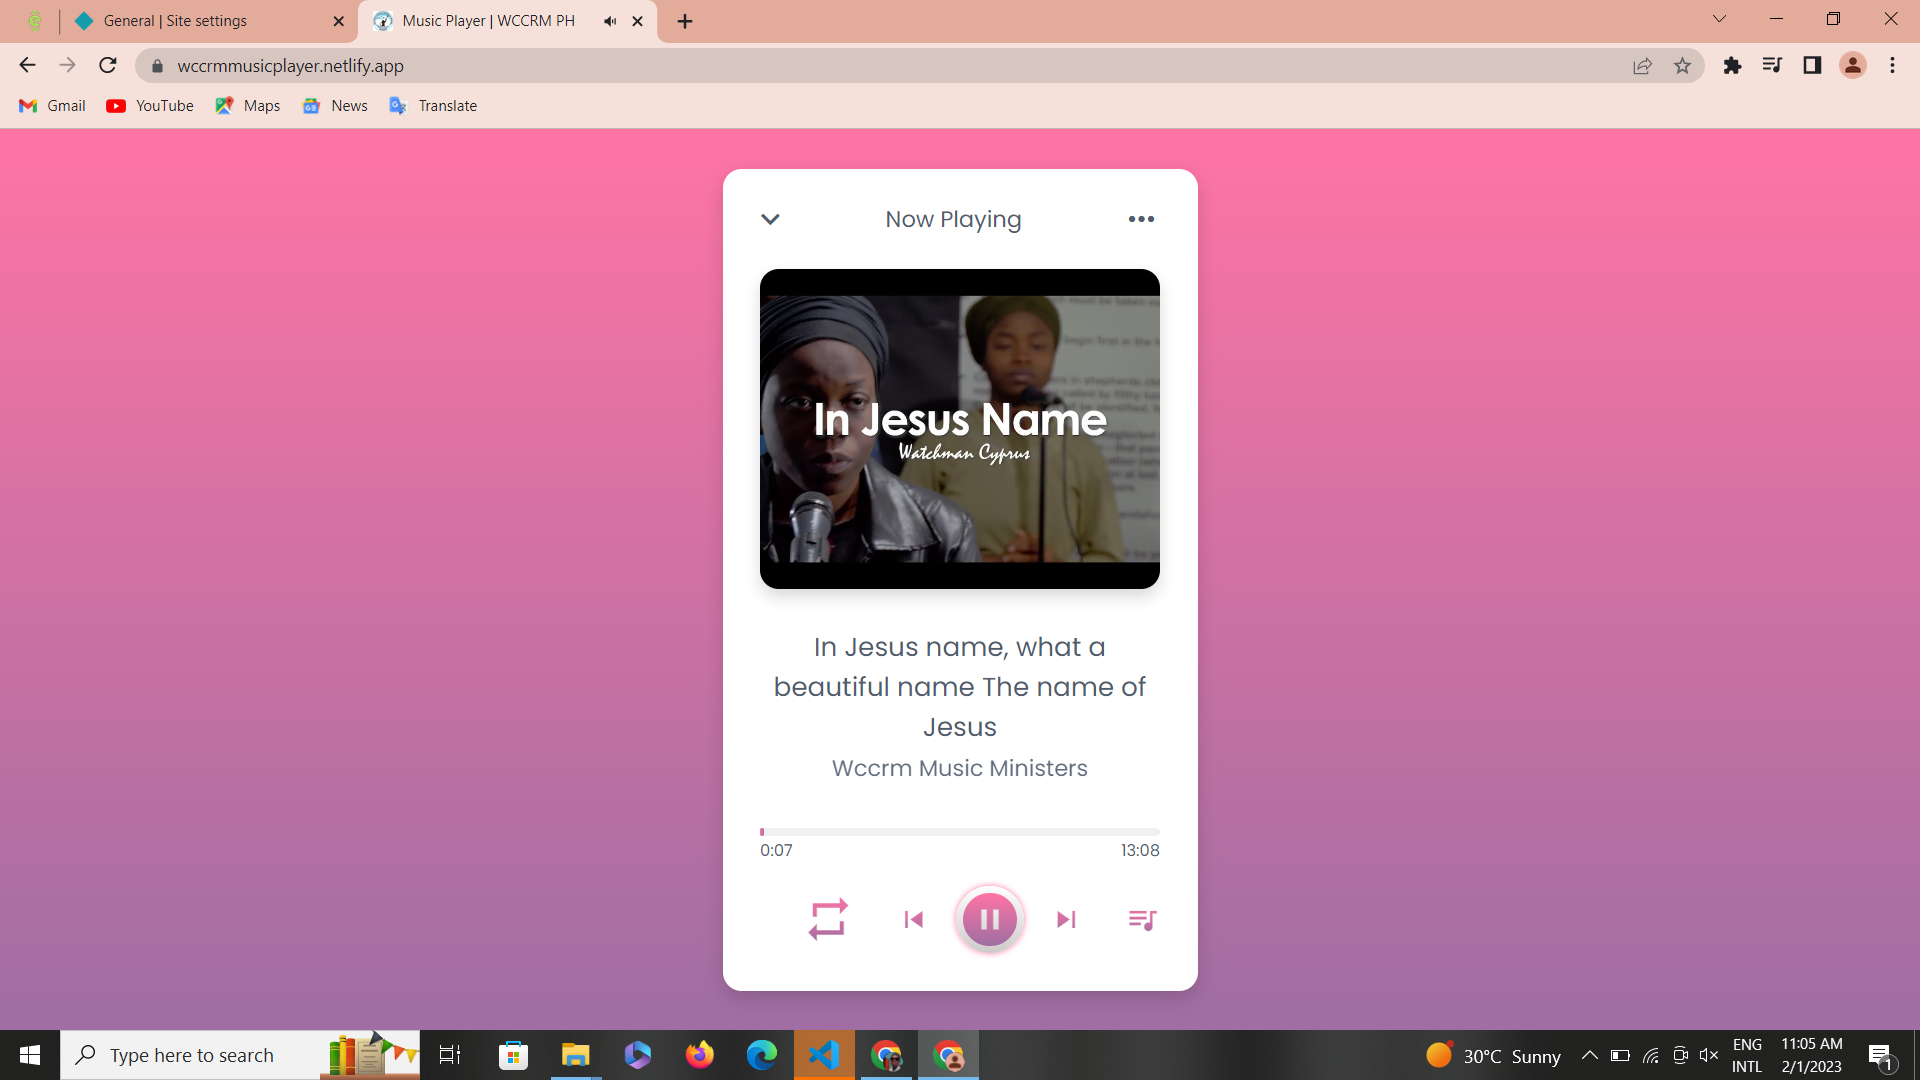 General | Site settings
Music Player | WCCRM PH
wccrmmusicplayer.netlify.app
Gmail
YouTube
Maps
News
Translate
Now Playing
In Jesus Name
Watchman Cyprus
In Jesus name, what a
beautiful name The name of
Jesus
Wccrm Music Ministers
0:07
13:08
Type here to search
30°C Sunny
ENG
INTL
11:05 AM
2/1/2023
1